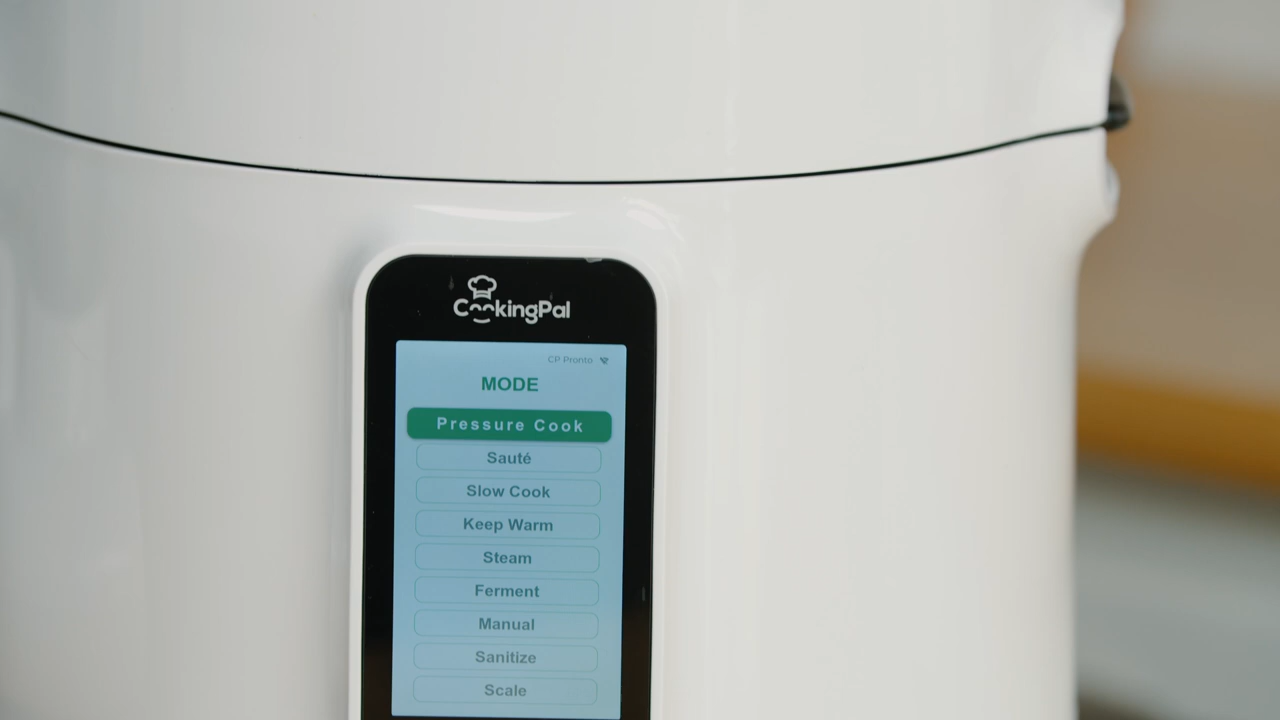 CookingPal
CP Pronto
MODE
Pressure Cook
Sauté
Slow Cook
Keep Warm
Steam
Ferment
Manual
Sanitize
Scale